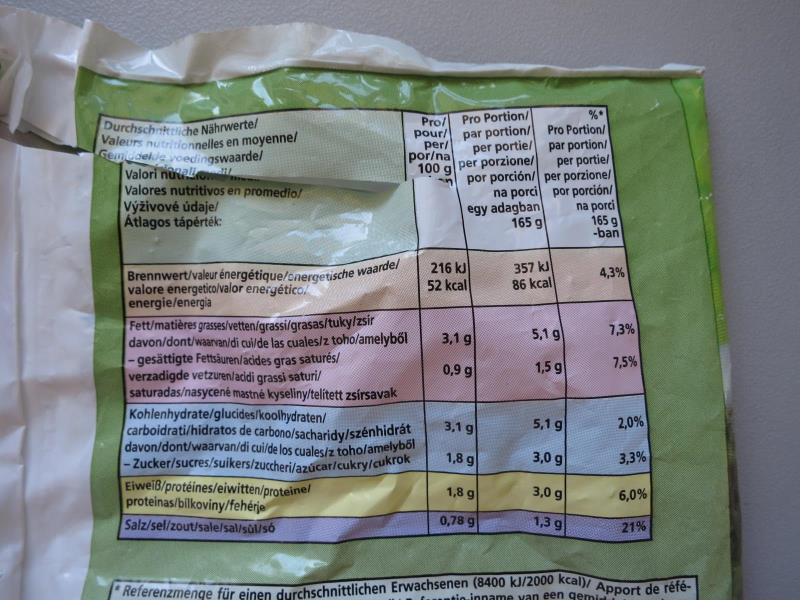 Durchschnittliche Nährwerte/
Valeurs nutritionnelles en moyenne/
Gemiddelde voedingswaarde/
Valori
Valores nutritivos en promedio/
Výživové údaje/
Átlagos tápérték:
Pro/
pour/
per/
por/na
100 g
Pro Portion/
par portion/
per portie/
per porzione/
por porción/
na porci
egy adagban
165 g
%*
Pro Portion/
par portion/
per portie/
per porzione/
por porción/
na porci
165 g
-ban
Brennwert/valeur énergétique/energetische waarde/
valore energetico/valor energético/
energie/energia
216 kJ
52 kcal
357 kJ
86 kcal
4,3%
Fett/matières grasses/vetten/grassi/grasas/tuky/zsir
davon/dont/waarvan/di cui/de las cuales/z toho/amelyből
3,1 g
5,1 g
7,3%
– gesättigte Fettsäuren/acides gras saturés/
verzadigde vetzuren/acidi grassi saturi/
saturadas/nasycené mastné kyseliny/telített zsírsavak
0,9 g
1,5 g
7,5%
Kohlenhydrate/glucides/koolhydraten/
carboidrati/hidratos de carbono/sacharidy/szénhidrát
3,1 g
5,1 g
2,0%
davon/dont/waarvan/di cui/de los cuales/z toho/amelyből
– Zucker/sucres/suikers/zuccheri/azúcar/cukry/cukrok
1,8 g
3,0 g
3,3%
Eiweiß/protéines/eiwitten/proteine/
proteinas/bílkoviny/fehérje
1,8 g
3,0 g
6,0%
Salz/sel/zout/sale/sal/sůl/só
0,78 g
1,3 g
21%
* Referenzmenge für einen durchschnittlichen Erwachsenen (8400 kJ/2000 kcal)/ Apport de réfé-
inname van een